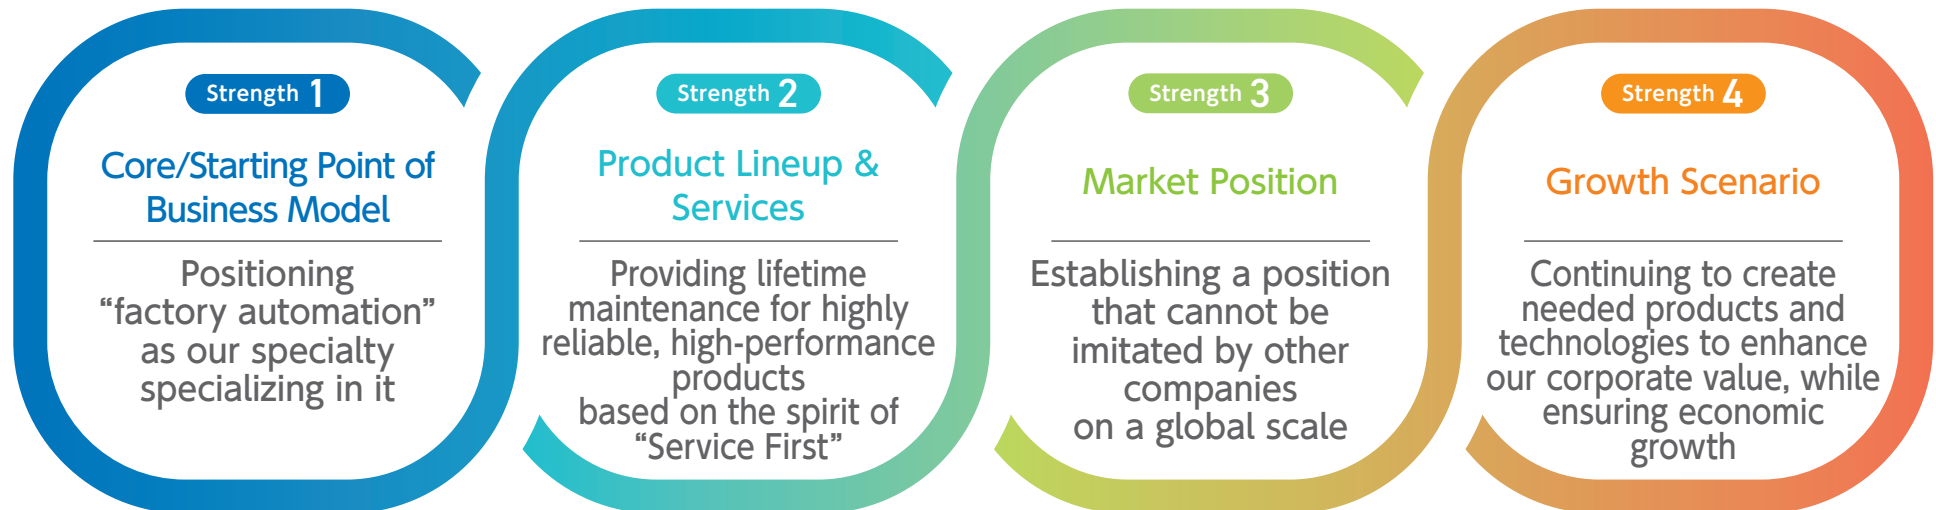 Strength 1
Core/Starting Point of
Business Model
Positioning
“factory automation”
as our specialty
specializing in it
Strength 2
Product Lineup &
Services
Providing lifetime
maintenance for highly
reliable, high-performance
products
based on the spirit of
“Service First”
Strength 3
Market Position
Establishing a position
that cannot be
imitated by other
companies
on a global scale
Strength 4
Growth Scenario
Continuing to create
needed products and
technologies to enhance
our corporate value, while
ensuring economic
growth